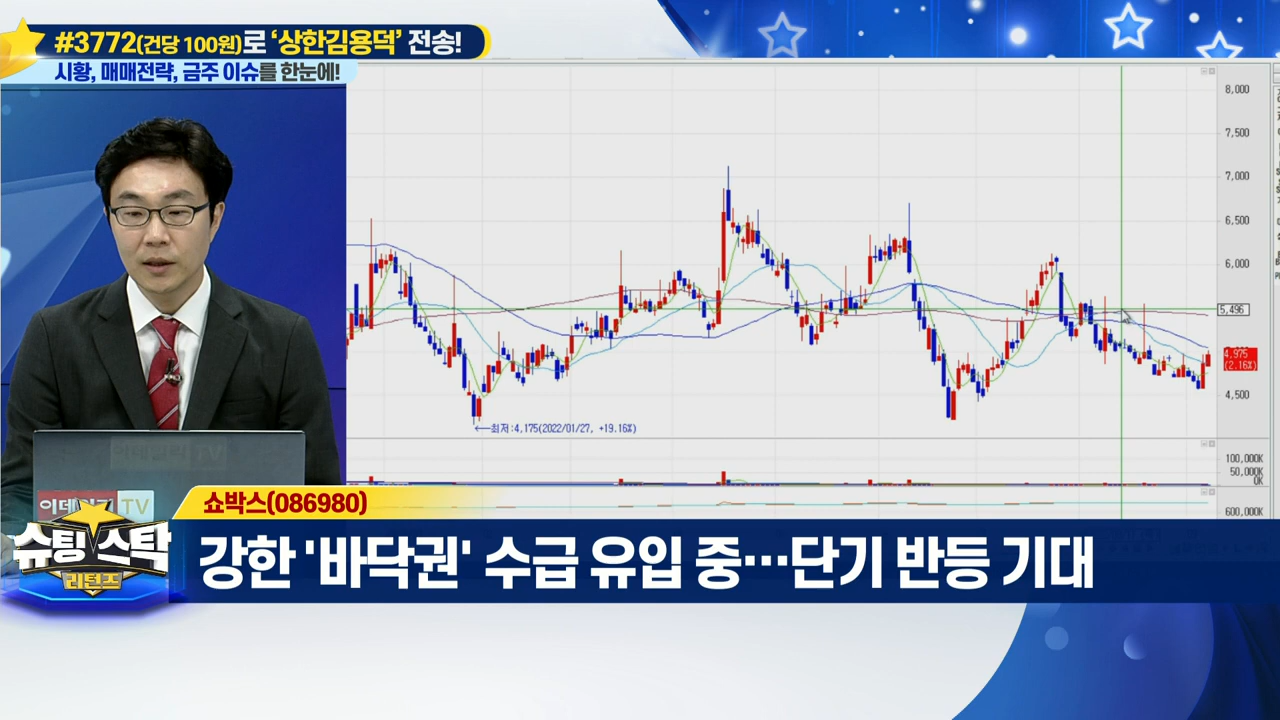 #3772(건당 100원)로 ‘상한김용덕’ 전송!
시황, 매매전략, 금주 이슈를 한눈에!
8,000
7,500
7,000
6,500
6,000
5,496
4,975
(2.16%)
4,500
←최저:4,175(2022/01/27, +19.16%)
100,000K
50,000K
0K
600,000K
이데일리 TV
슈팅스탁
리턴즈
쇼박스(086980)
강한 '바닥권' 수급 유입 중…단기 반등 기대